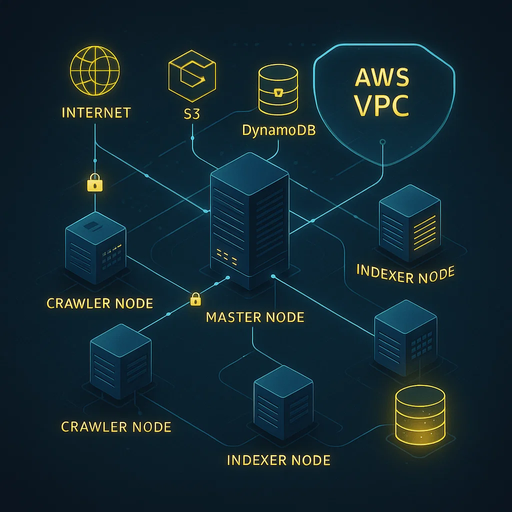 AWS
VPC
INTERNET
S3
DynamoDB
INDEXER NODE
CRAWLER NODE
MASTER NODE
CRAWLER NODE
INDEXER NODE